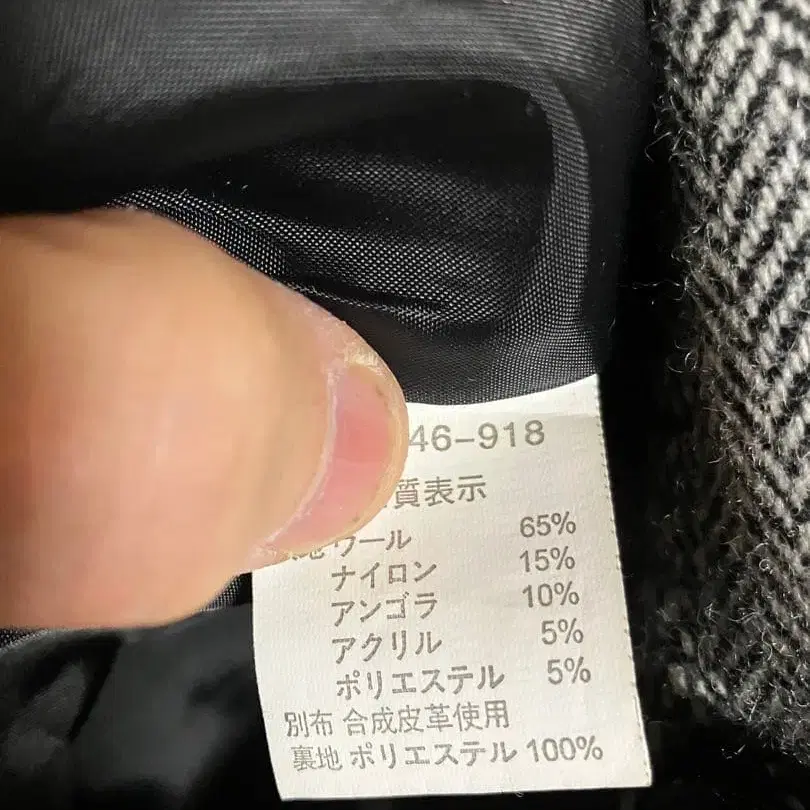 46-918
質表示
ウール 65%
ナイロン 15%
アンゴラ 10%
アクリル 5%
ポリエステル 5%
別布 合成皮革使用
裏地 ポリエステル 100%